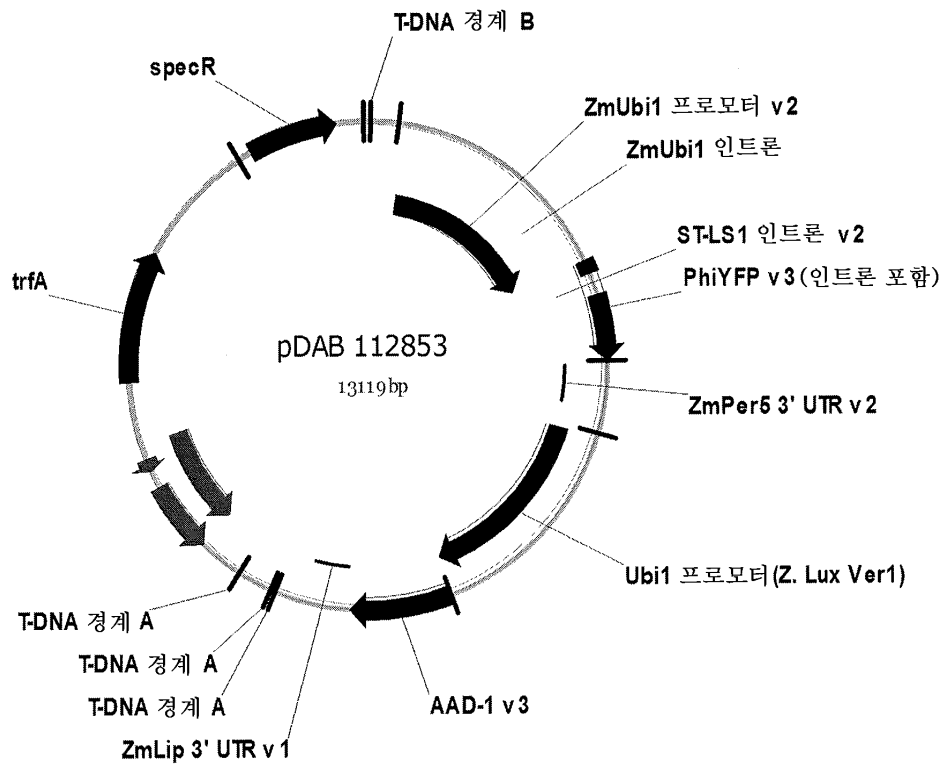 T-DNA 경계 B
specR
ZmUbi1 프로모터 v2
ZmUbi1 인트론
ST-LS1 인트론 v2
PhiYFP v3(인트론 포함)
trfA
pDAB 112853
13119bp
ZmPer5 3' UTR v2
Ubi1 프로모터(Z. Lux Ver1)
T-DNA 경계 A
T-DNA 경계 A
T-DNA 경계 A
AAD-1 v3
ZmLip 3' UTR v1